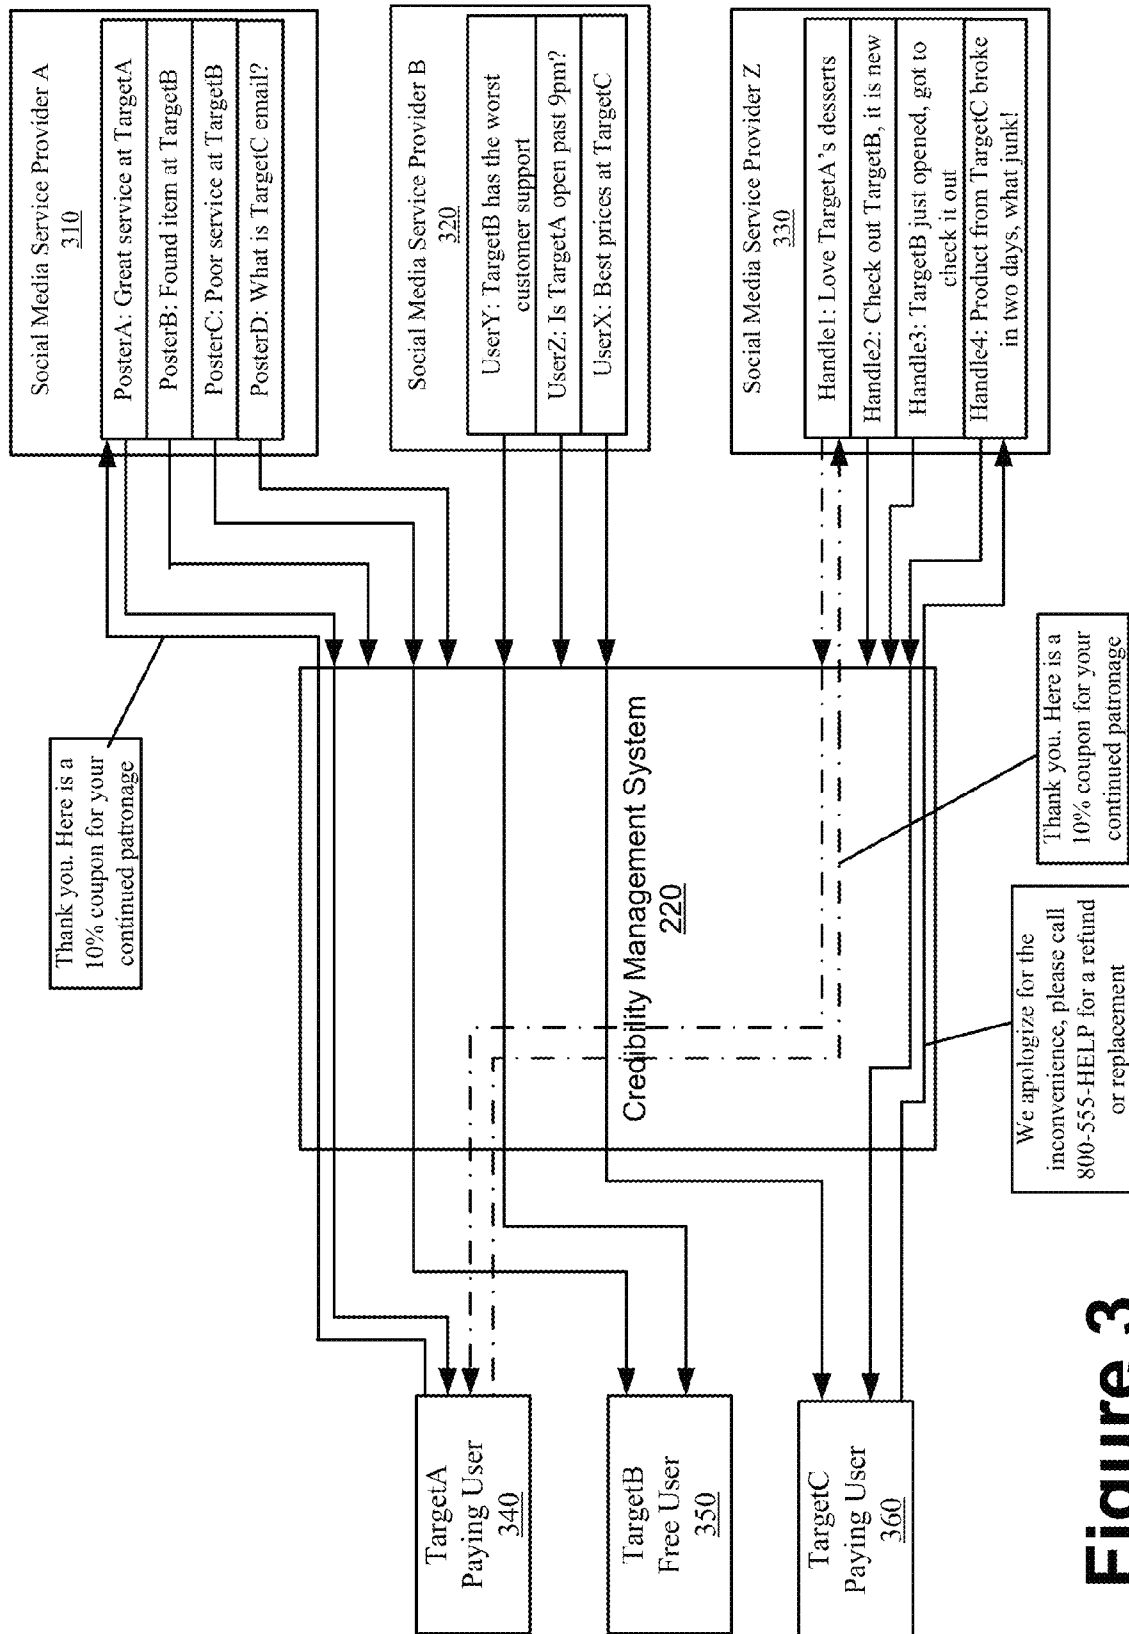 Social Media Service Provider A
310
PosterA: Great service at TargetA
PosterB: Found item at TargetB
PosterC: Poor service at TargetB
PosterD: What is TargetC email?
Social Media Service Provider B
320
UserY: TargetB has the worst
customer support
UserZ: Is TargetA open past 9pm?
UserX: Best prices at TargetC
Social Media Service Provider Z
330
Handle1: Love TargetA's desserts
Handle2: Check out TargetB, it is new
Handle3: TargetB just opened, got to
check it out
Handle4: Product from TargetC broke
in two days, what junk!
Thank you. Here is a
10% coupon for your
continued patronage
Credibility Management System
220
Thank you. Here is a
10% coupon for your
continued patronage
We apologize for the
inconvenience, please call
800-555-HELP for a refund
or replacement
TargetA
Paying User
340
TargetB
Free User
350
TargetC
Paying User
360
Figure 3